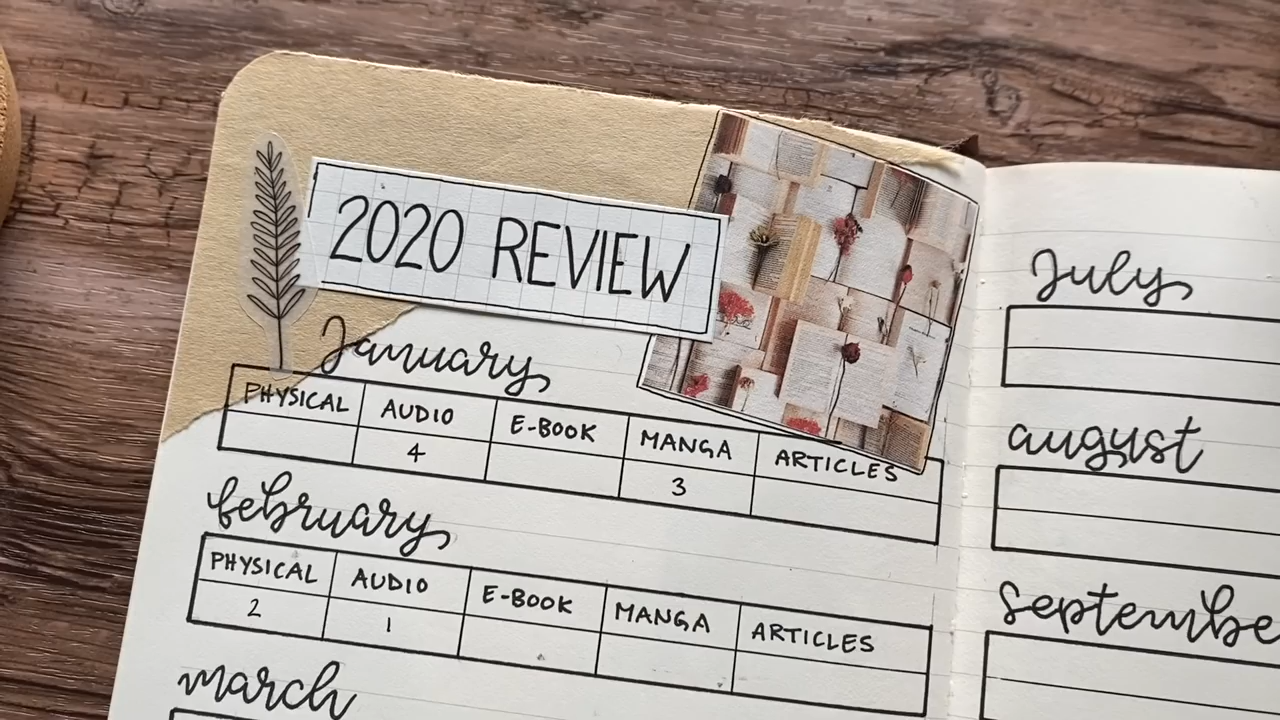 2020 REVIEW
January
PHYSICAL AUDIO E-BOOK MANGA ARTICLES
4 3
february
PHYSICAL AUDIO E-BOOK MANGA ARTICLES
2 1
march
July
august
septembe